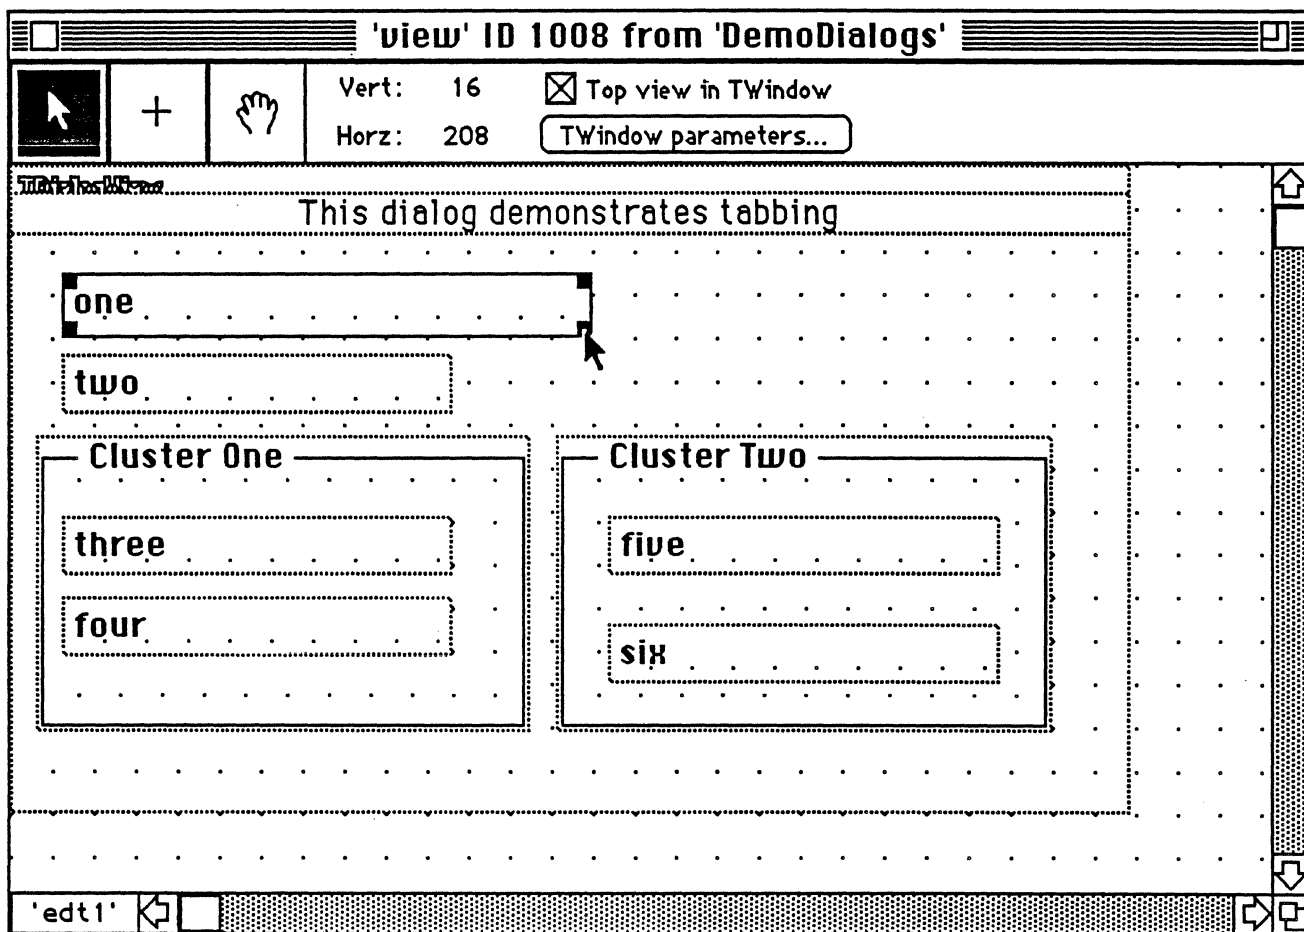 'view' ID 1008 from 'DemoDialogs'
Vert: 16
Top view in TWindow
Horz: 208
TWindow parameters...
This dialog demonstrates tabbing
one
two
Cluster One
Cluster Two
three
five
four
six
'edt1'